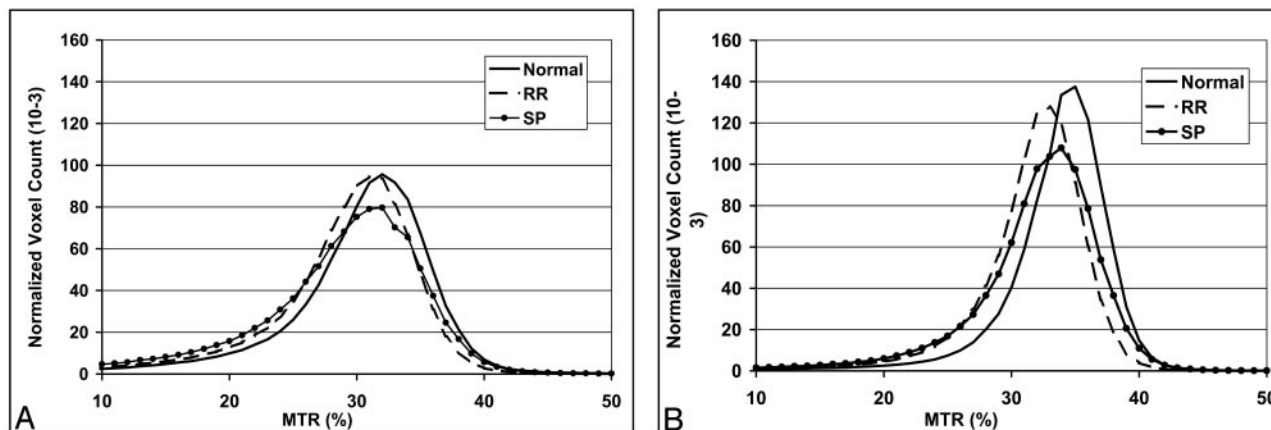 160
140
120
100
80
60
40
20
0
Normalized Voxel Count (10-3)
Normal
RR
SP
10 20 30 40 50
MTR (%)
A
160
140
120
100
80
60
40
20
0
Normalized Voxel Count (10-
3)
Normal
RR
SP
10 20 30 40 50
MTR (%)
B